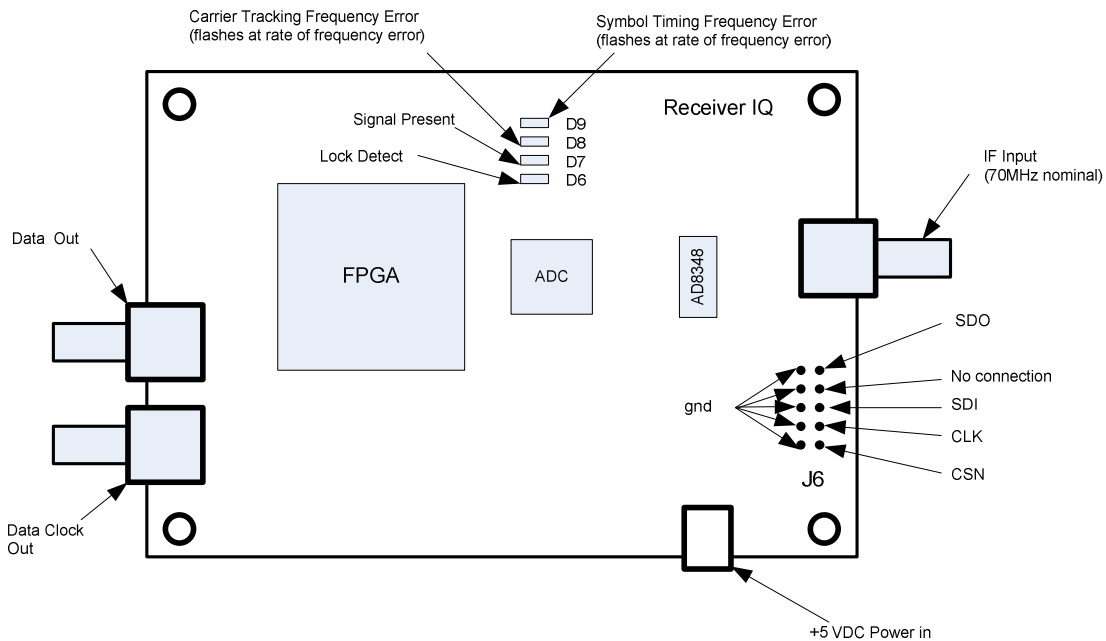 Carrier Tracking Frequency Error
(flashes at rate of frequency error)
Symbol Timing Frequency Error
(flashes at rate of frequency error)
Receiver IQ
Signal Present
Lock Detect
D9
D8
D7
D6
IF Input
(70MHz nominal)
Data Out
FPGA
ADC
AD8348
SDO
No connection
gnd
SDI
CLK
CSN
J6
Data Clock
Out
+5 VDC Power in